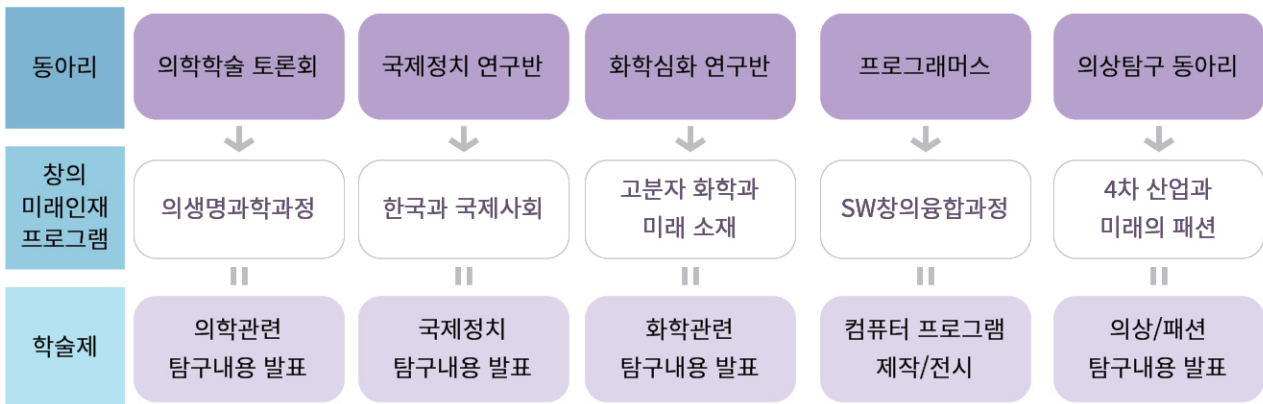 동아리
의학학술 토론회
국제정치 연구반
화학심화 연구반
프로그래머스
의상탐구 동아리
창의
미래인재
프로그램
의생명과학과정
한국과 국제사회
고분자 화학과
미래 소재
SW창의융합과정
4차 산업과
미래의 패션
학술제
의학관련
탐구내용 발표
국제정치
탐구내용 발표
화학관련
탐구내용 발표
컴퓨터 프로그램
제작/전시
의상/패션
탐구내용 발표